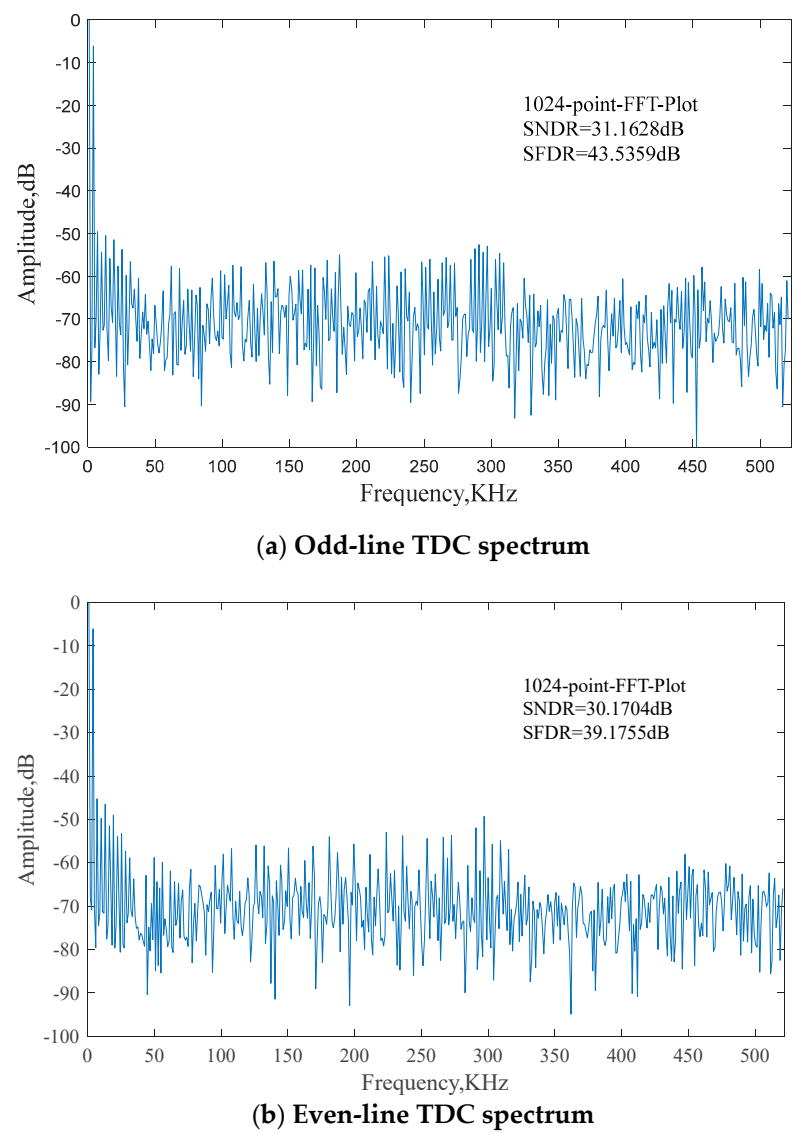 0
-10
-20
-30
-40
-50
-60
-70
-80
-90
-100
Amplitude,dB
1024-point-FFT-Plot
SNDR=31.1628dB
SFDR=43.5359dB
0 50 100 150 200 250 300 350 400 450 500
Frequency,KHz
(a) Odd-line TDC spectrum
0
-10
-20
-30
-40
-50
-60
-70
-80
-90
-100
Amplitude,dB
1024-point-FFT-Plot
SNDR=30.1704dB
SFDR=39.1755dB
0 50 100 150 200 250 300 350 400 450 500
Frequency,KHz
(b) Even-line TDC spectrum